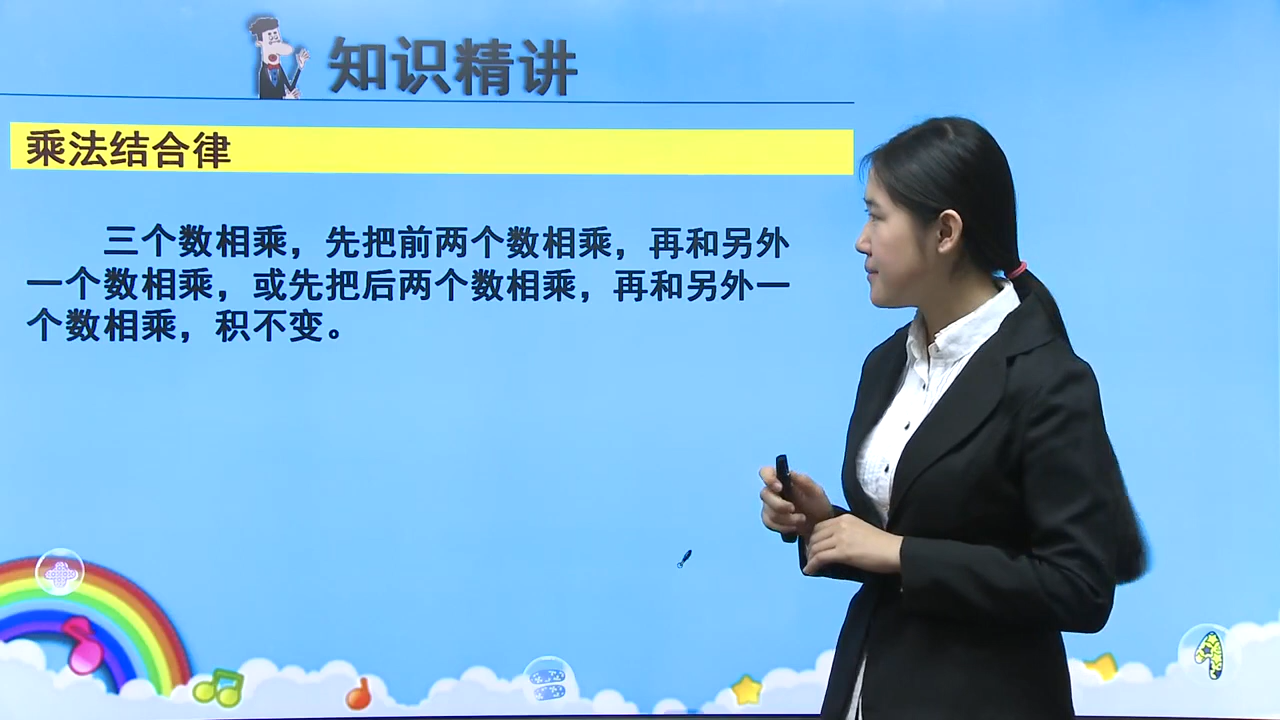 知识精讲
乘法结合律
三个数相乘，先把前两个数相乘，再和另外
一个数相乘，或先把后两个数相乘，再和另外一
个数相乘，积不变。